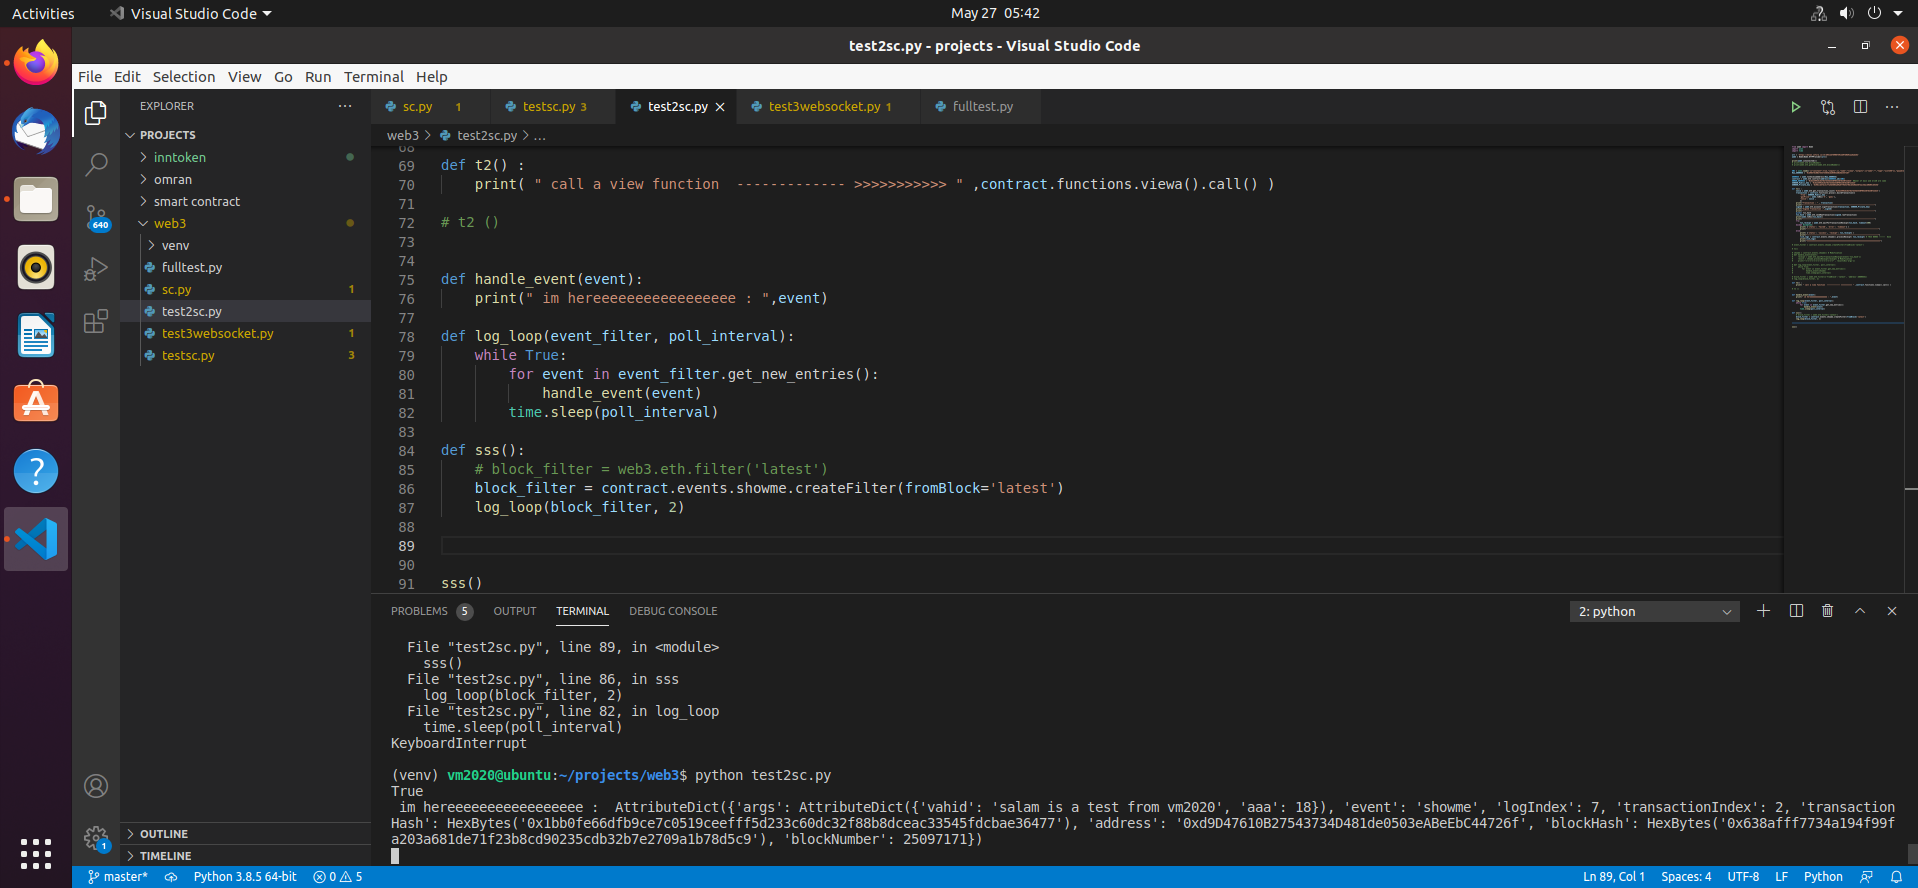 Activities
Visual Studio Code
May 27 05:42
test2sc.py - projects - Visual Studio Code
File Edit Selection View Go Run Terminal Help
EXPLORER
PROJECTS
inntoken
omran
smart contract
web3
venv
fulltest.py
sc.py 1
test2sc.py
test3websocket.py 1
testsc.py 3
OUTLINE
TIMELINE
640
1
sc.py 1
testsc.py 3
test2sc.py
test3websocket.py 1
fulltest.py
web3 > test2sc.py > ...
68
69 def t2() :
70 print( " call a view function ------------- >>>>>>>>>>> " ,contract.functions.viewa().call() )
71
72 # t2 ()
73
74
75 def handle_event(event):
76 print(" im hereeeeeeeeeeeeeeeee : ",event)
77
78 def log_loop(event_filter, poll_interval):
79 while True:
80 for event in event_filter.get_new_entries():
81 handle_event(event)
82 time.sleep(poll_interval)
83
84 def sss():
85 # block_filter = web3.eth.filter('latest')
86 block_filter = contract.events.showme.createFilter(fromBlock='latest')
87 log_loop(block_filter, 2)
88
89
90
91 sss()
PROBLEMS 5 OUTPUT TERMINAL DEBUG CONSOLE
2: python
File "test2sc.py", line 89, in <module>
sss()
File "test2sc.py", line 86, in sss
log_loop(block_filter, 2)
File "test2sc.py", line 82, in log_loop
time.sleep(poll_interval)
KeyboardInterrupt
(venv) vm2020@ubuntu:~/projects/web3$ python test2sc.py
True
im hereeeeeeeeeeeeeeeee : AttributeDict({'args': AttributeDict({'vahid': 'salam is a test from vm2020', 'aaa': 18}), 'event': 'showme', 'logIndex': 7, 'transactionIndex': 2, 'transaction
Hash': HexBytes('0x1bb0fe66dfb9ce7c0519ceefff5d233c60dc32f88b8dceac33545fdcbae36477'), 'address': '0xd9D47610B27543734D481de0503eABeEbC44726f', 'blockHash': HexBytes('0x638afff7734a194f99f
a203a681de71f23b8cd90235cdb32b7e2709a1b78d5c9'), 'blockNumber': 25097171})
master* Python 3.8.5 64-bit 0 5
Ln 89, Col 1 Spaces: 4 UTF-8 LF Python